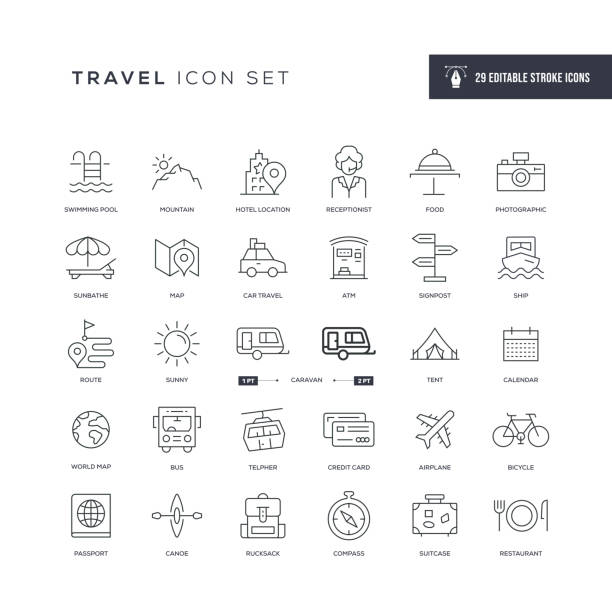 TRAVEL ICON SET
29 EDITABLE STROKE ICONS
SWIMMING POOL
MOUNTAIN
HOTEL LOCATION
RECEPTIONIST
FOOD
PHOTOGRAPHIC
SUNBATHE
MAP
CAR TRAVEL
ATM
SIGNPOST
SHIP
ROUTE
SUNNY
1 PT
CARAVAN
2 PT
TENT
CALENDAR
WORLD MAP
BUS
TELPHER
CREDIT CARD
AIRPLANE
BICYCLE
PASSPORT
CANOE
RUCKSACK
COMPASS
SUITCASE
RESTAURANT